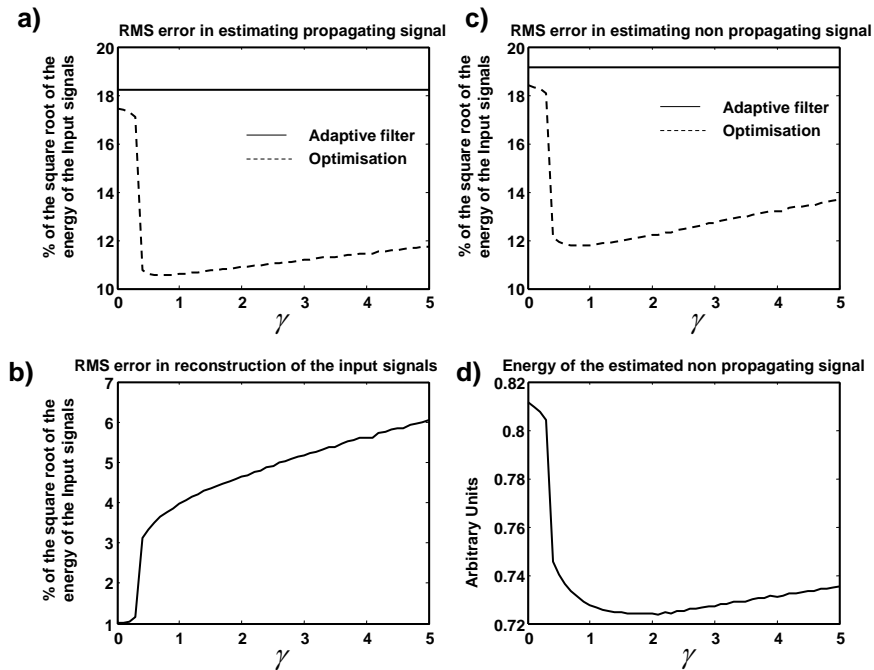 a)
RMS error in estimating propagating signal
% of the square root of the
energy of the Input signals
20
18
16
14
12
10
Adaptive filter
Optimisation
0 1 2 3 4 5
γ
c)
RMS error in estimating non propagating signal
% of the square root of the
energy of the Input signals
20
18
16
14
12
10
Adaptive filter
Optimisation
0 1 2 3 4 5
γ
b)
RMS error in reconstruction of the input signals
% of the square root of the
energy of the Input signals
7
6
5
4
3
2
1
0 1 2 3 4 5
γ
d)
Energy of the estimated non propagating signal
Arbitrary Units
0.82
0.8
0.78
0.76
0.74
0.72
0 1 2 3 4 5
γ